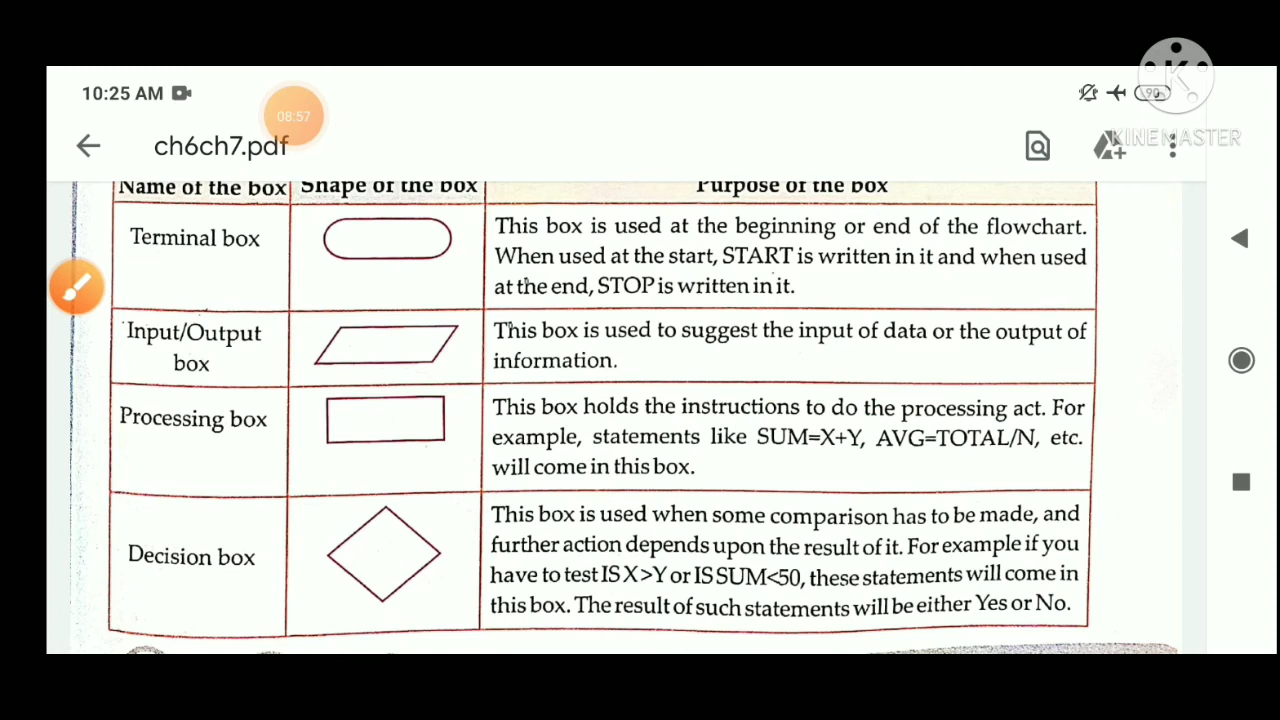 10:25 AM
90
08:57
ch6ch7.pdf
KINEMASTER
Name of the box Shape of the box Purpose of the box
Terminal box
This box is used at the beginning or end of the flowchart.
When used at the start, START is written in it and when used
at the end, STOP is written in it.
Input/Output
box
This box is used to suggest the input of data or the output of
information.
Processing box
This box holds the instructions to do the processing act. For
example, statements like SUM=X+Y, AVG=TOTAL/N, etc.
will come in this box.
Decision box
This box is used when some comparison has to be made, and
further action depends upon the result of it. For example if you
have to test IS X>Y or IS SUM<50, these statements will come in
this box. The result of such statements will be either Yes or No.